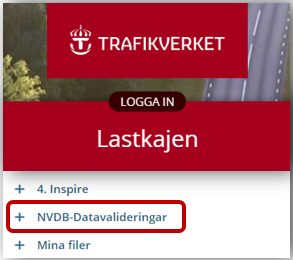 TRAFIKVERKET
LOGGA IN
Lastkajen
+ 4. Inspire
+ NVDB-Datavalideringar
+ Mina filer